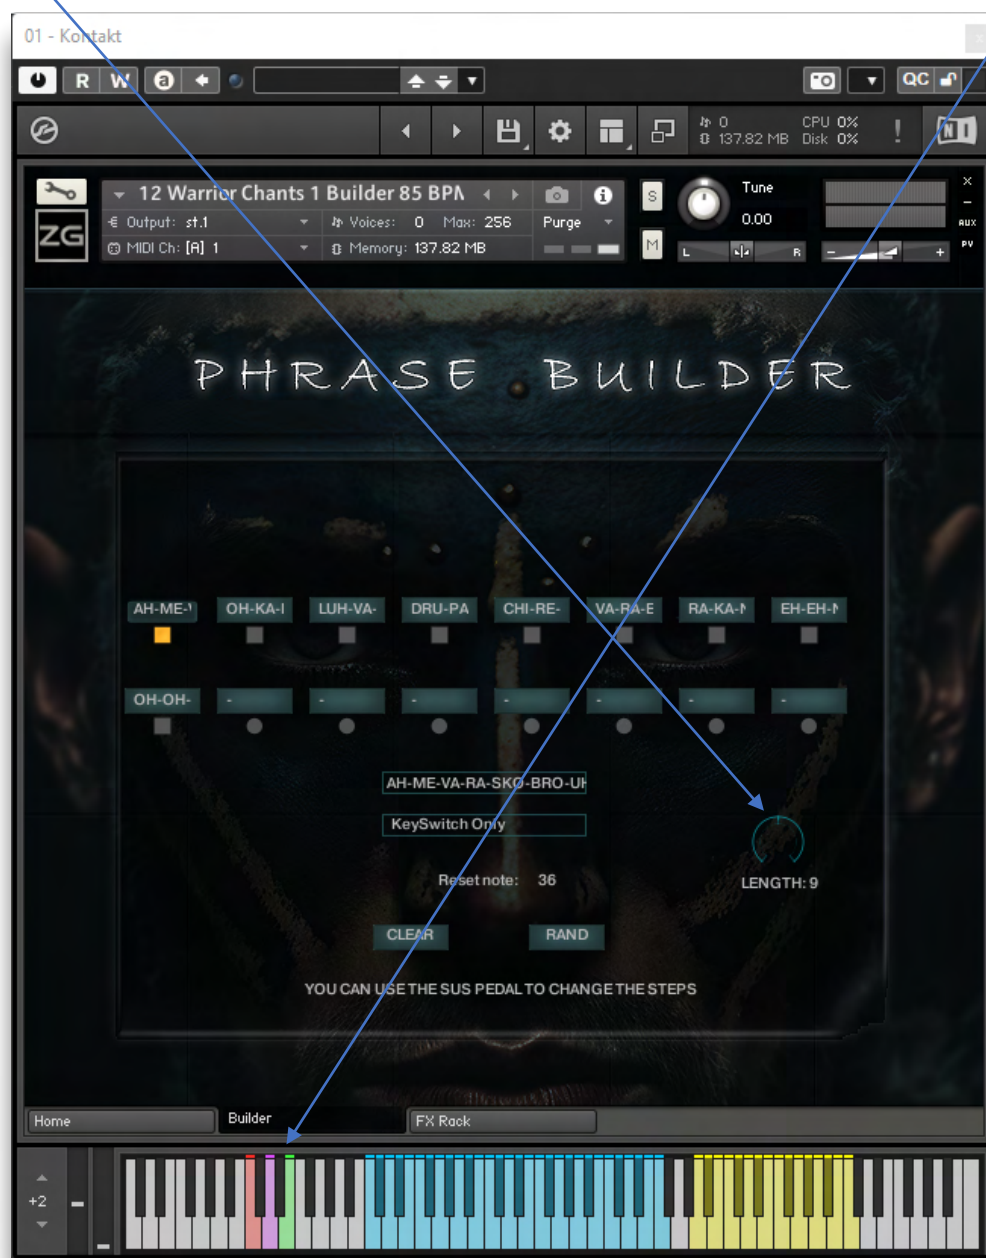 01 - Kontakt
x
R W a QC
0 CPU 0%
137.82 MB Disk 0% ! NI
12 Warrior Chants 1 Builder 85 BPM i S Tune x
Output: st.1 Voices: 0 Max: 256 Purge 0.00 AUX
ZG MIDI Ch: [A] 1 Memory: 137.82 MB M L R - + PV
PHRASE BUILDER
AH-ME-V OH-KA-I LUH-VA- DRU-PA CHI-RE- VA-RA-E RA-KA-M EH-EH-M
OH-OH- - - - - - - -
AH-ME-VA-RA-SKO-BRO-UH
KeySwitch Only
Reset note: 36
LENGTH: 9
CLEAR RAND
YOU CAN USE THE SUS PEDAL TO CHANGE THE STEPS
Home Builder FX Rack
+2